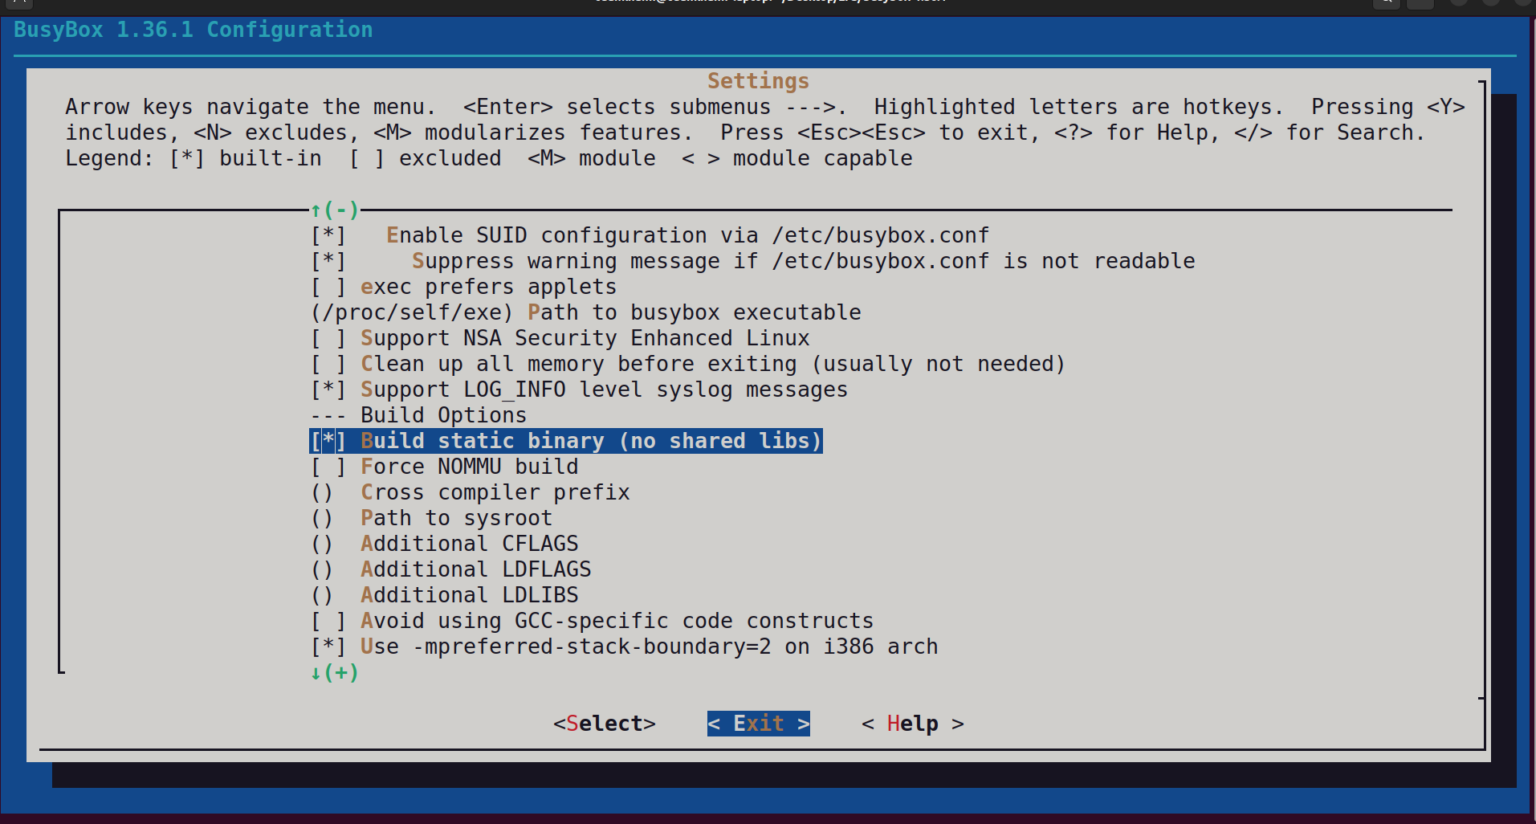 BusyBox 1.36.1 Configuration
Settings
Arrow keys navigate the menu.  <Enter> selects submenus --->.  Highlighted letters are hotkeys.  Pressing <Y>
includes, <N> excludes, <M> modularizes features.  Press <Esc><Esc> to exit, <?> for Help, </> for Search.
Legend: [*] built-in  [ ] excluded  <M> module  < > module capable
↑(-)
[*]   Enable SUID configuration via /etc/busybox.conf
[*]     Suppress warning message if /etc/busybox.conf is not readable
[ ] exec prefers applets
(/proc/self/exe) Path to busybox executable
[ ] Support NSA Security Enhanced Linux
[ ] Clean up all memory before exiting (usually not needed)
[*] Support LOG_INFO level syslog messages
--- Build Options
[*] Build static binary (no shared libs)
[ ] Force NOMMU build
()  Cross compiler prefix
()  Path to sysroot
()  Additional CFLAGS
()  Additional LDFLAGS
()  Additional LDLIBS
[ ] Avoid using GCC-specific code constructs
[*] Use -mpreferred-stack-boundary=2 on i386 arch
↓(+)
<Select>    < Exit >    < Help >